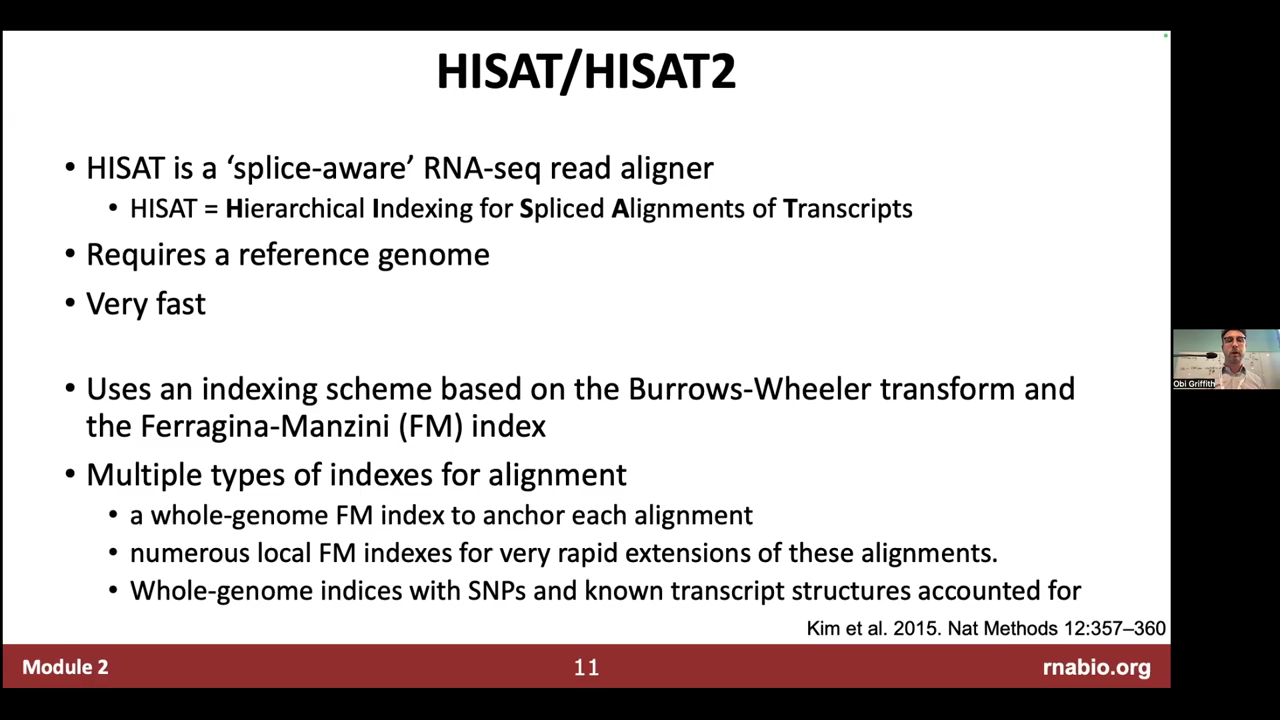 HISAT/HISAT2
• HISAT is a ‘splice-aware’ RNA-seq read aligner
• HISAT = Hierarchical Indexing for Spliced Alignments of Transcripts
• Requires a reference genome
• Very fast
• Uses an indexing scheme based on the Burrows-Wheeler transform and
the Ferragina-Manzini (FM) index
• Multiple types of indexes for alignment
• a whole-genome FM index to anchor each alignment
• numerous local FM indexes for very rapid extensions of these alignments.
• Whole-genome indices with SNPs and known transcript structures accounted for
Kim et al. 2015. Nat Methods 12:357–360
Module 2
11
rnabio.org
Obi Griffith